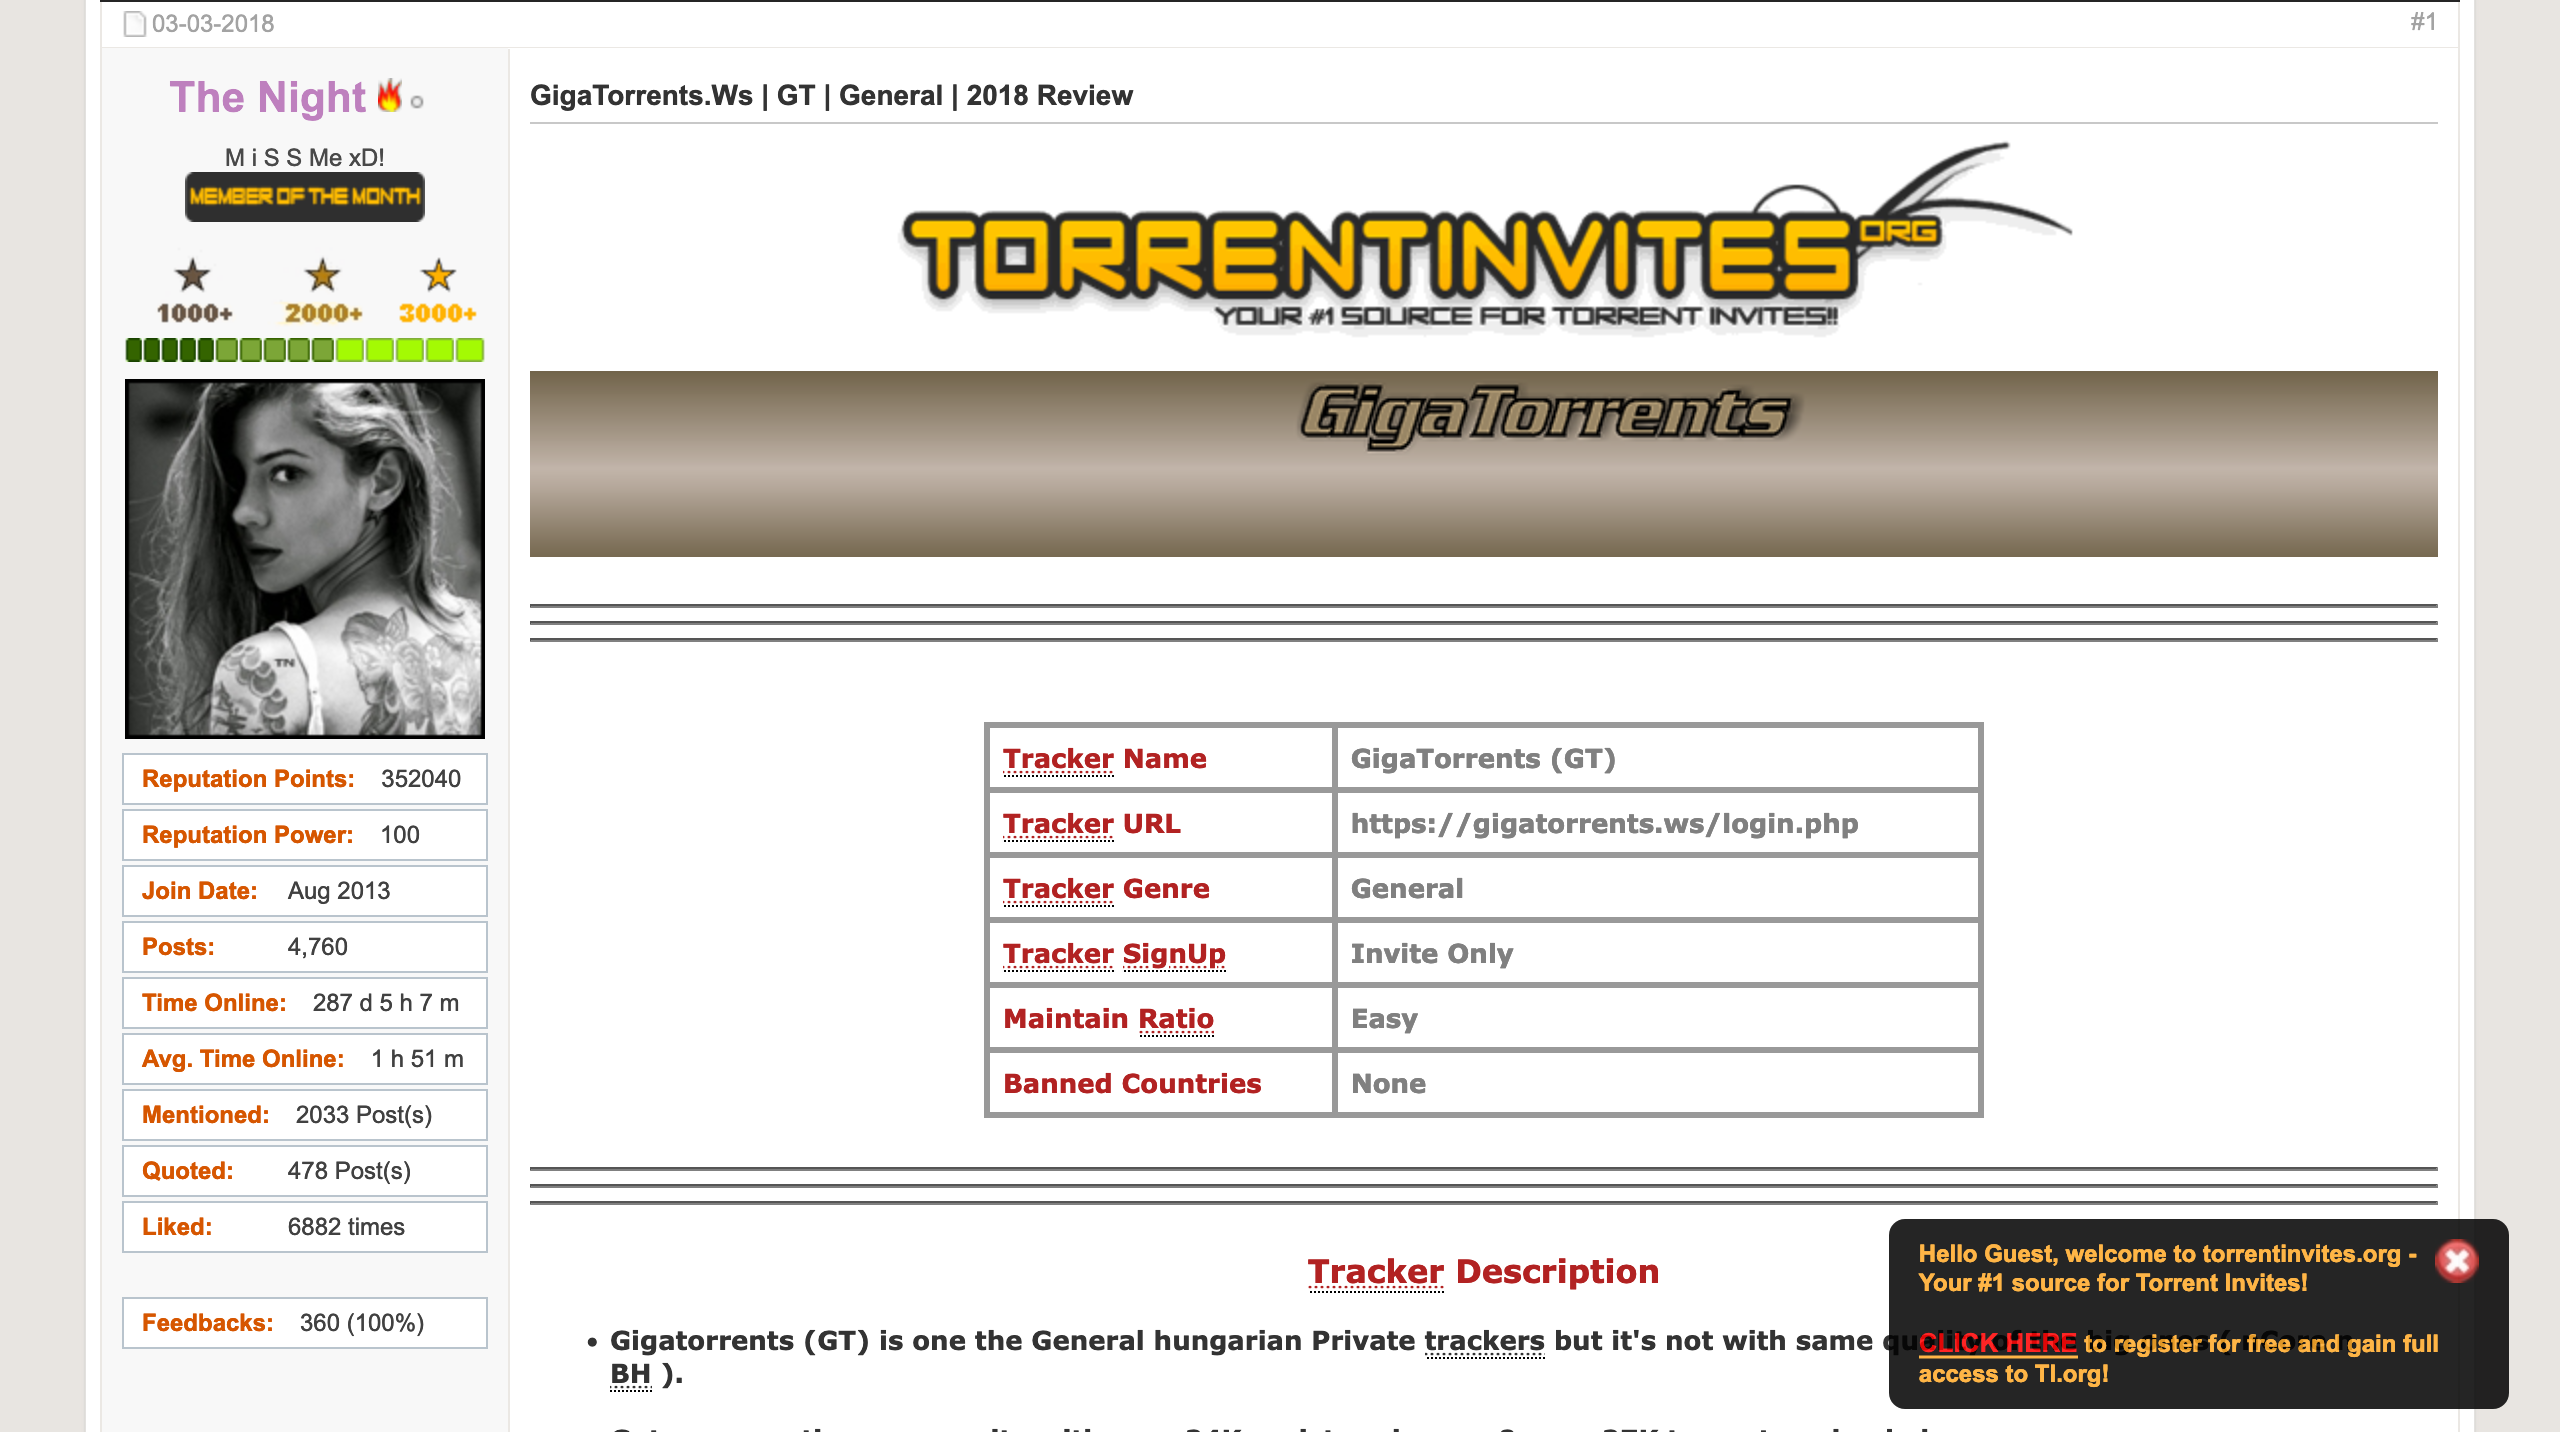 03-03-2018
#1
The Night
M i S S Me xD!
MEMBER OF THE MONTH
1000+ 2000+ 3000+
TN
Reputation Points: 352040
Reputation Power: 100
Join Date: Aug 2013
Posts: 4,760
Time Online: 287 d 5 h 7 m
Avg. Time Online: 1 h 51 m
Mentioned: 2033 Post(s)
Quoted: 478 Post(s)
Liked: 6882 times
Feedbacks: 360 (100%)
GigaTorrents.Ws | GT | General | 2018 Review
TORRENTINVITES ORG
YOUR #1 SOURCE FOR TORRENT INVITES!!
GigaTorrents
Tracker Name GigaTorrents (GT)
Tracker URL https://gigatorrents.ws/login.php
Tracker Genre General
Tracker SignUp Invite Only
Maintain Ratio Easy
Banned Countries None
Tracker Description
• Gigatorrents (GT) is one the General hungarian Private trackers but it's not with same quality of the big
BH ).
Hello Guest, welcome to torrentinvites.org -
Your #1 source for Torrent Invites!
CLICK HERE to register for free and gain full
access to TI.org!